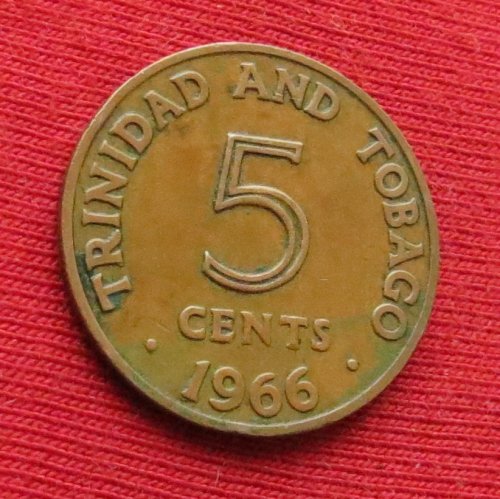 TRINIDAD AND TOBAGO
5
CENTS
· 1966 ·